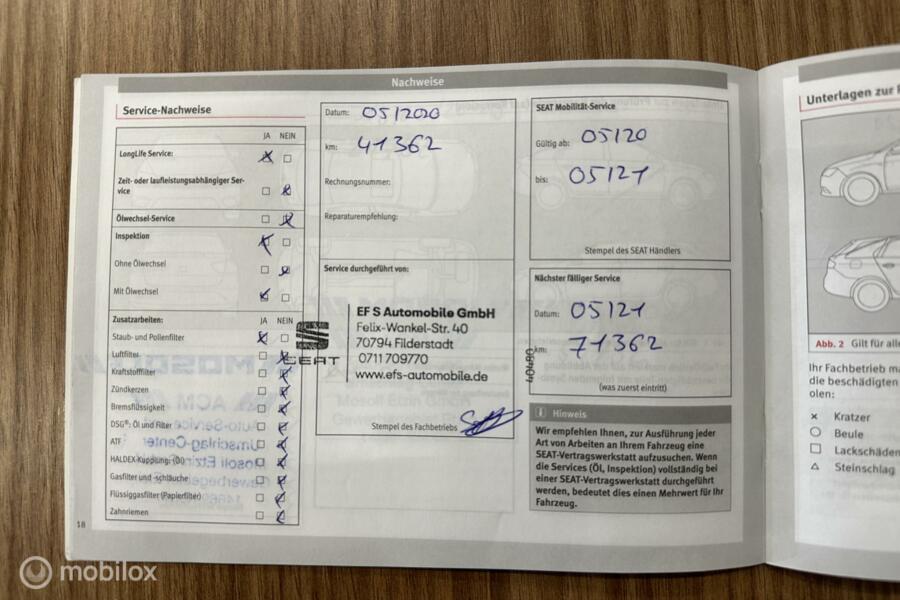 Nachweise
Service-Nachweise
JA NEIN
LongLife Service:
Zeit- oder laufleistungsabhängiger Ser-
vice
Ölwechsel-Service
Inspektion
Ohne Ölwechsel
Mit Ölwechsel
Zusatzarbeiten: JA NEIN
Staub- und Pollenfilter
Luftfilter
Kraftstofffilter
Zündkerzen
Bremsflüssigkeit
DSG®: Öl und Filter
ATF
HALDEX-Kupplung: (Öl)
Gasfilter und -schläuche
Flüssiggasfilter (Papierfilter)
Zahnriemen
18
Datum: 05/2020
km: 41362
Rechnungsnummer:
Reparaturempfehlung:
Service durchgeführt von:
SEAT
EF S Automobile GmbH
Felix-Wankel-Str. 40
70794 Filderstadt
0711 709770
www.efs-automobile.de
40480
Stempel des Fachbetriebs
SEAT Mobilität-Service
Gültig ab: 05/20
bis: 05/21
Stempel des SEAT Händlers
Nächster fälliger Service
Datum: 05/21
km: 71362
(was zuerst eintritt)
Hinweis
Wir empfehlen Ihnen, zur Ausführung jeder
Art von Arbeiten an Ihrem Fahrzeug eine
SEAT-Vertragswerkstatt aufzusuchen. Wenn
die Services (Öl, Inspektion) vollständig bei
einer SEAT-Vertragswerkstatt durchgeführt
werden, bedeutet dies einen Mehrwert für Ihr
Fahrzeug.
Unterlagen zur
Abb. 2 Gilt für alle
Ihr Fachbetrieb
die beschädigten
olen:
Kratzer
Beule
Lackschäden
Steinschlag
mobilox